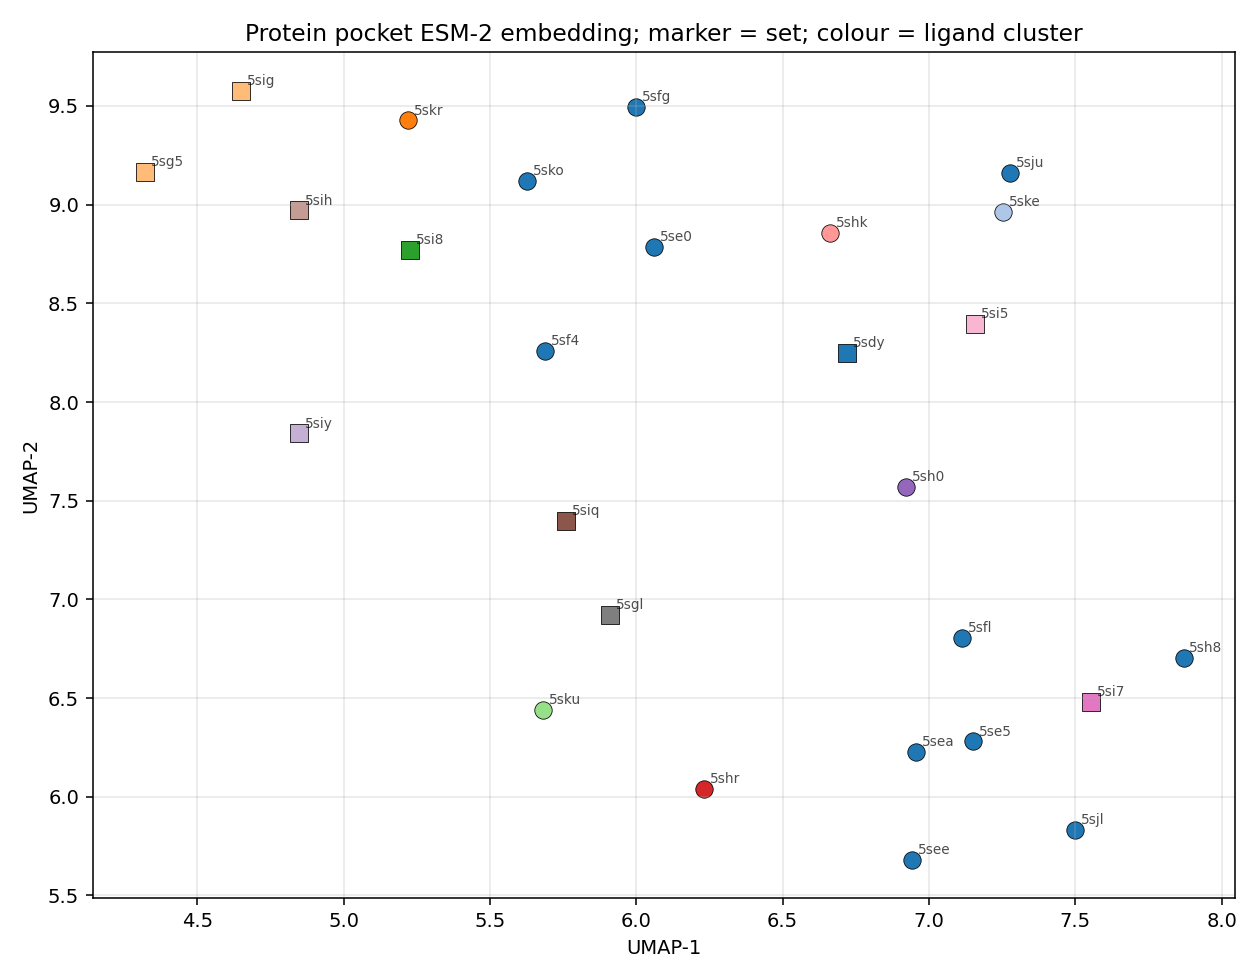 Protein pocket ESM-2 embedding; marker = set; colour = ligand cluster
5sig
5skr
5sfg
5sg5
5sko
5sju
5sih
5ske
5si8
5se0
5shk
5si5
5sf4
5sdy
5siy
5sh0
5siq
5sgl
5sfl
5sh8
5sku
5si7
5sea
5se5
5shr
5sjl
5see
9.5
9.0
8.5
8.0
7.5
7.0
6.5
6.0
5.5
UMAP-2
4.5 5.0 5.5 6.0 6.5 7.0 7.5 8.0
UMAP-1